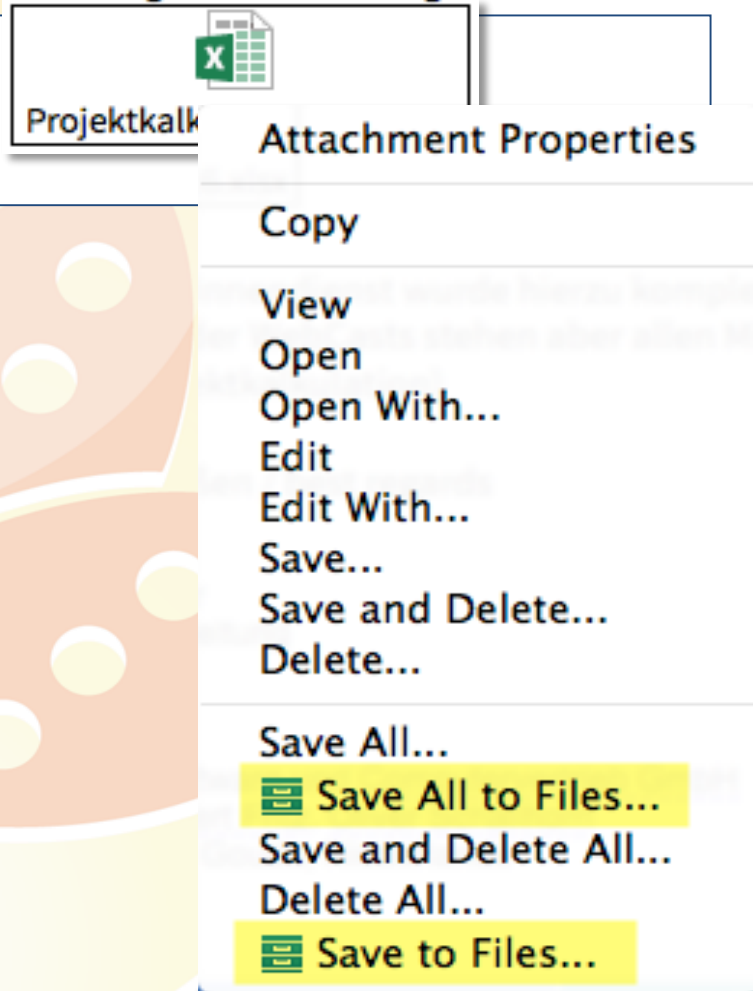 Projektkalk
Attachment Properties
Copy
View
Open
Open With...
Edit
Edit With...
Save...
Save and Delete...
Delete...
Save All...
Save All to Files...
Save and Delete All...
Delete All...
Save to Files...